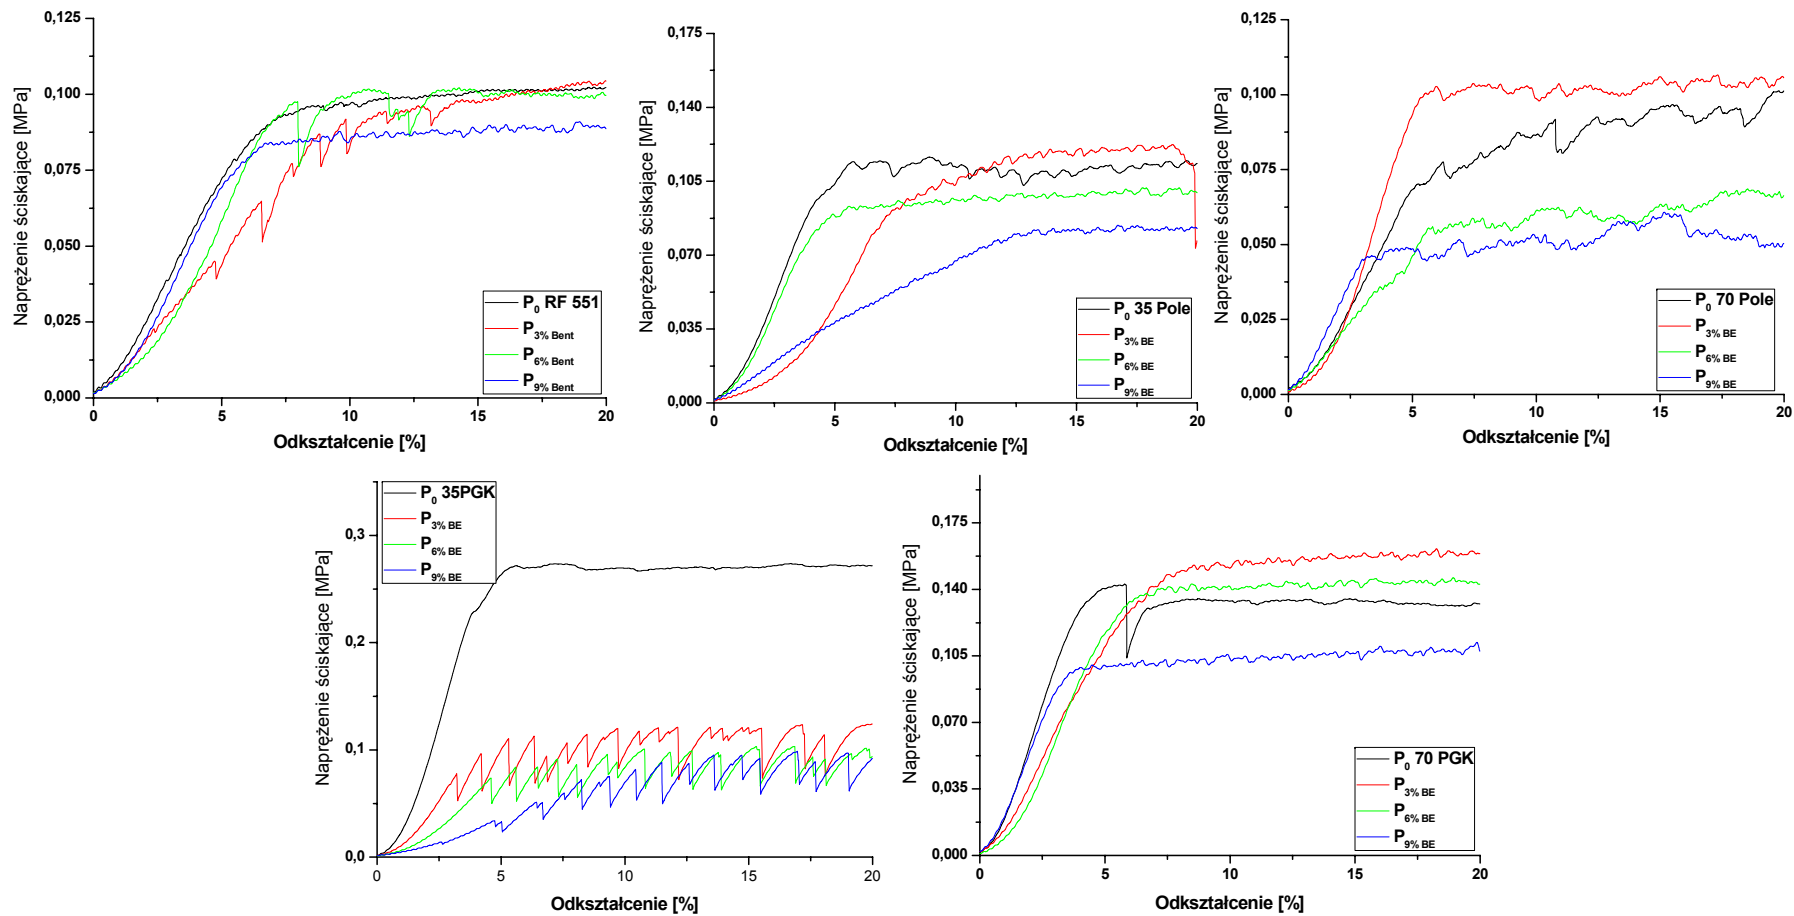 0,125
0,100
0,075
0,050
0,025
0,000
Naprężenie ściskające [MPa]
0 5 10 15 20
Odkształcenie [%]
P0 RF 551
P3% Bent
P6% Bent
P9% Bent
0,175
0,140
0,105
0,070
0,035
0,000
Naprężenie ściskające [MPa]
0 5 10 15 20
Odkształcenie [%]
P0 35 Pole
P3% BE
P6% BE
P9% BE
0,125
0,100
0,075
0,050
0,025
0,000
Naprężenie ściskające [MPa]
0 5 10 15 20
Odkształcenie [%]
P0 70 Pole
P3% BE
P6% BE
P9% BE
0,3
0,2
0,1
0,0
Naprężenie ściskające [MPa]
0 5 10 15 20
Odkształcenie [%]
P0 35PGK
P3% BE
P6% BE
P9% BE
0,175
0,140
0,105
0,070
0,035
0,000
Naprężenie ściskające [MPa]
0 5 10 15 20
Odkształcenie [%]
P0 70 PGK
P3% BE
P6% BE
P9% BE